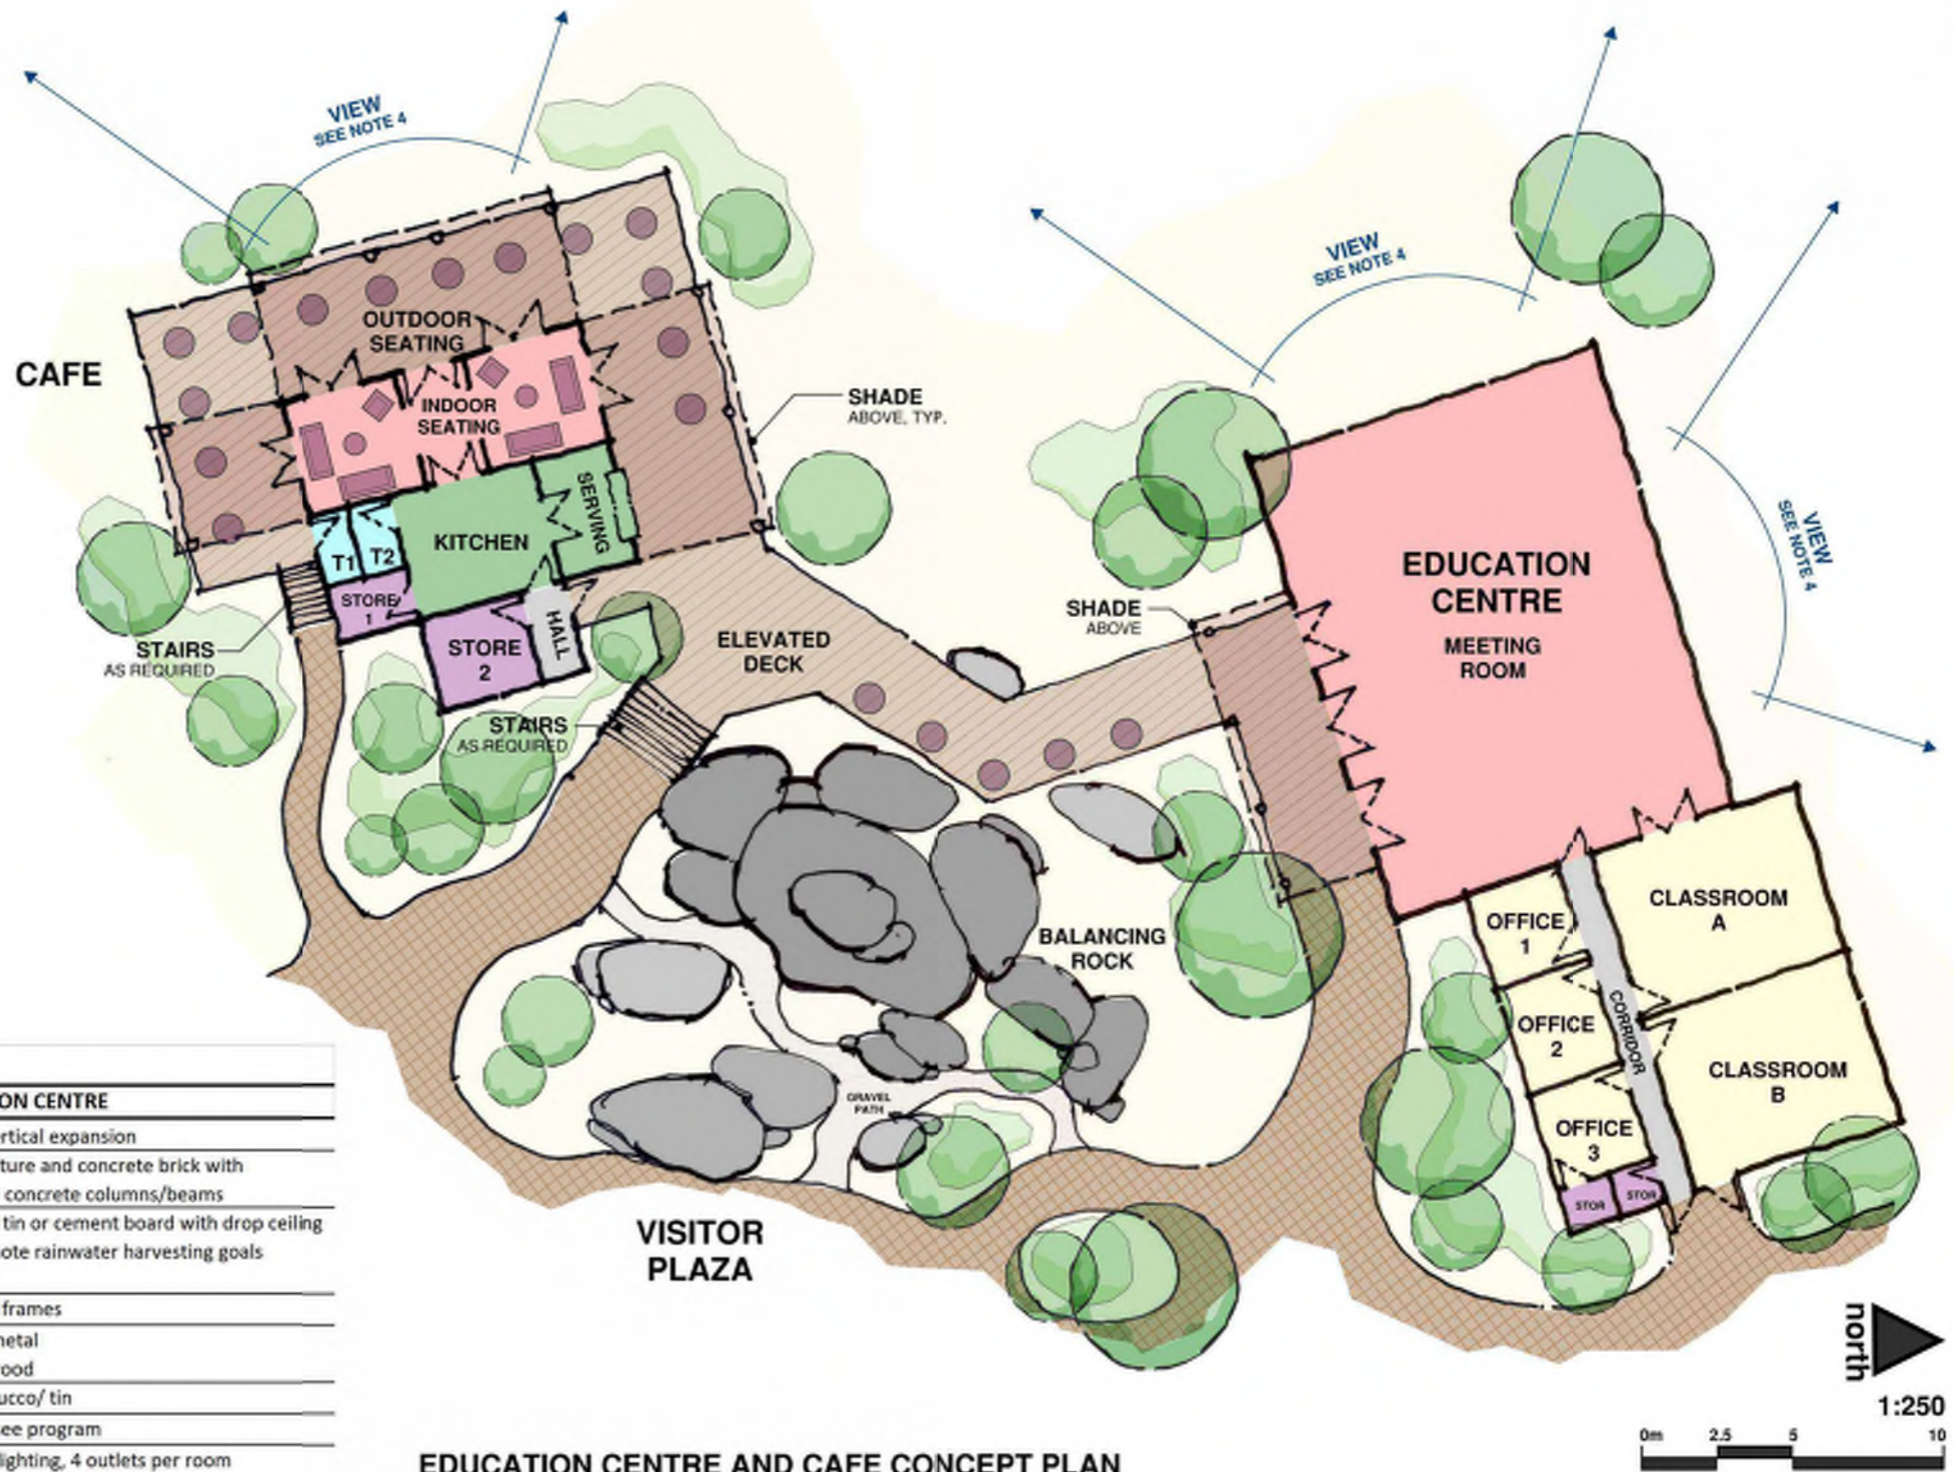 VIEW
SEE NOTE 4
VIEW
SEE NOTE 4
VIEW
SEE NOTE 4
CAFE
OUTDOOR
SEATING
INDOOR
SEATING
SHADE
ABOVE, TYP.
SERVING
KITCHEN
T1
T2
STORE
1
STORE
2
HALL
STAIRS
AS REQUIRED
STAIRS
AS REQUIRED
ELEVATED
DECK
SHADE
ABOVE
EDUCATION
CENTRE
MEETING
ROOM
BALANCING
ROCK
GRAVEL
PATH
OFFICE
1
OFFICE
2
OFFICE
3
CORRIDOR
CLASSROOM
A
CLASSROOM
B
STOR
STOR
VISITOR
PLAZA
ON CENTRE
rtical expansion
ture and concrete brick with
concrete columns/beams
tin or cement board with drop ceiling
ote rainwater harvesting goals
frames
netal
ood
ucco/ tin
ee program
lighting, 4 outlets per room
north
1:250
0m 2.5 5 10
EDUCATION CENTRE AND CAFE CONCEPT PLAN